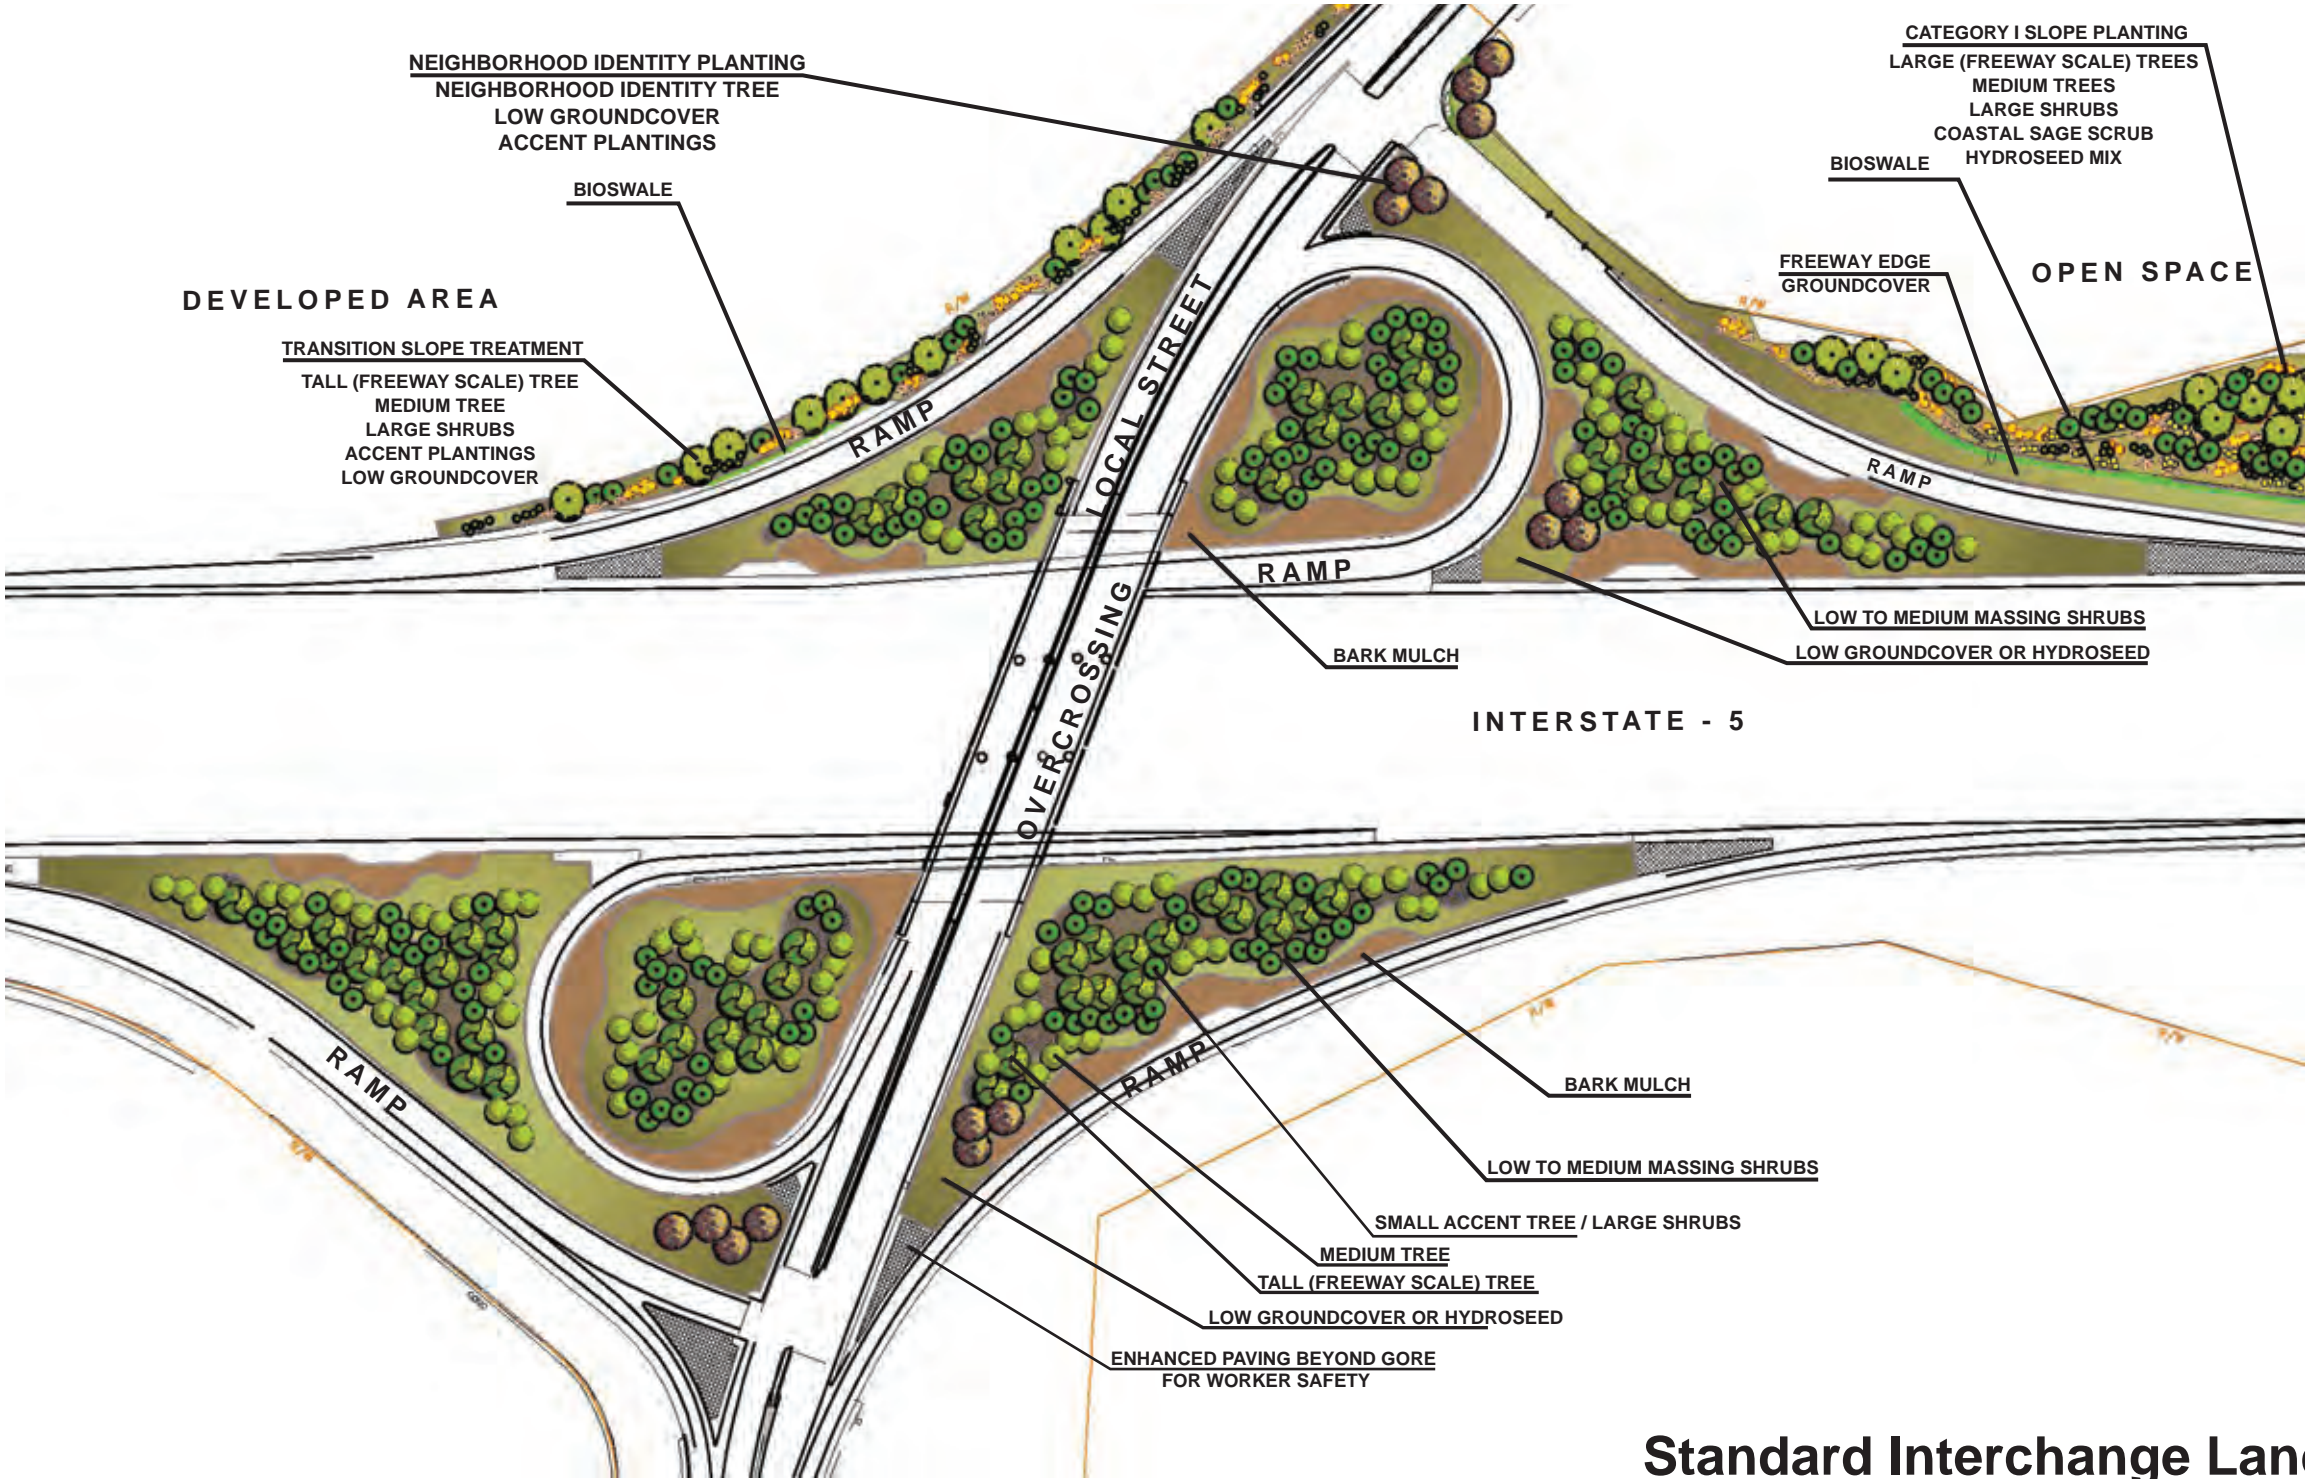 NEIGHBORHOOD IDENTITY PLANTING
NEIGHBORHOOD IDENTITY TREE
LOW GROUNDCOVER
ACCENT PLANTINGS
BIOSWALE
CATEGORY I SLOPE PLANTING
LARGE (FREEWAY SCALE) TREES
MEDIUM TREES
LARGE SHRUBS
COASTAL SAGE SCRUB
HYDROSEED MIX
BIOSWALE
FREEWAY EDGE
GROUNDCOVER
OPEN SPACE
DEVELOPED AREA
TRANSITION SLOPE TREATMENT
TALL (FREEWAY SCALE) TREE
MEDIUM TREE
LARGE SHRUBS
ACCENT PLANTINGS
LOW GROUNDCOVER
R/W
R/W
RAMP
LOCAL STREET
RAMP
RAMP
OVERCROSSING
LOW TO MEDIUM MASSING SHRUBS
LOW GROUNDCOVER OR HYDROSEED
BARK MULCH
INTERSTATE - 5
RAMP
RAMP
R/W
R/W
R/W
BARK MULCH
LOW TO MEDIUM MASSING SHRUBS
SMALL ACCENT TREE / LARGE SHRUBS
MEDIUM TREE
TALL (FREEWAY SCALE) TREE
LOW GROUNDCOVER OR HYDROSEED
ENHANCED PAVING BEYOND GORE
FOR WORKER SAFETY
Standard Interchange Lan